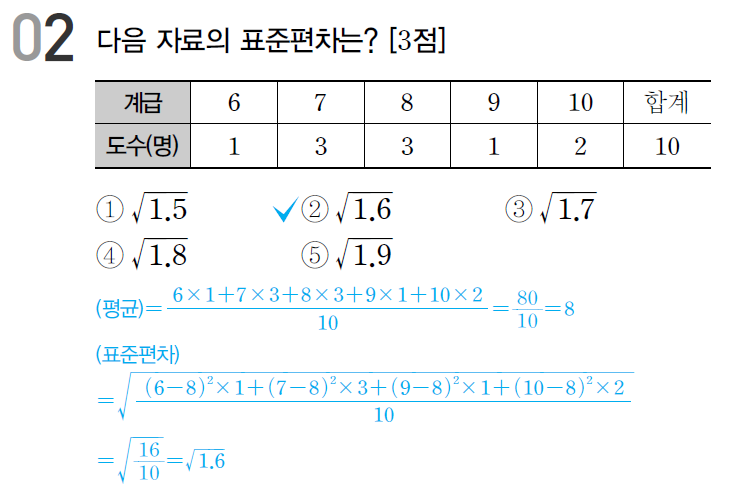 02 다음 자료의 표준편차는? [3점]
계급 6 7 8 9 10 합계
도수(명) 1 3 3 1 2 10
① √1.5 ② √1.6 ③ √1.7
④ √1.8 ⑤ √1.9
(평균)=(6×1+7×3+8×3+9×1+10×2)/10=80/10=8
(표준편차)
=√((6-8)²×1+(7-8)²×3+(9-8)²×1+(10-8)²×2)/10
=√(16/10)=√1.6